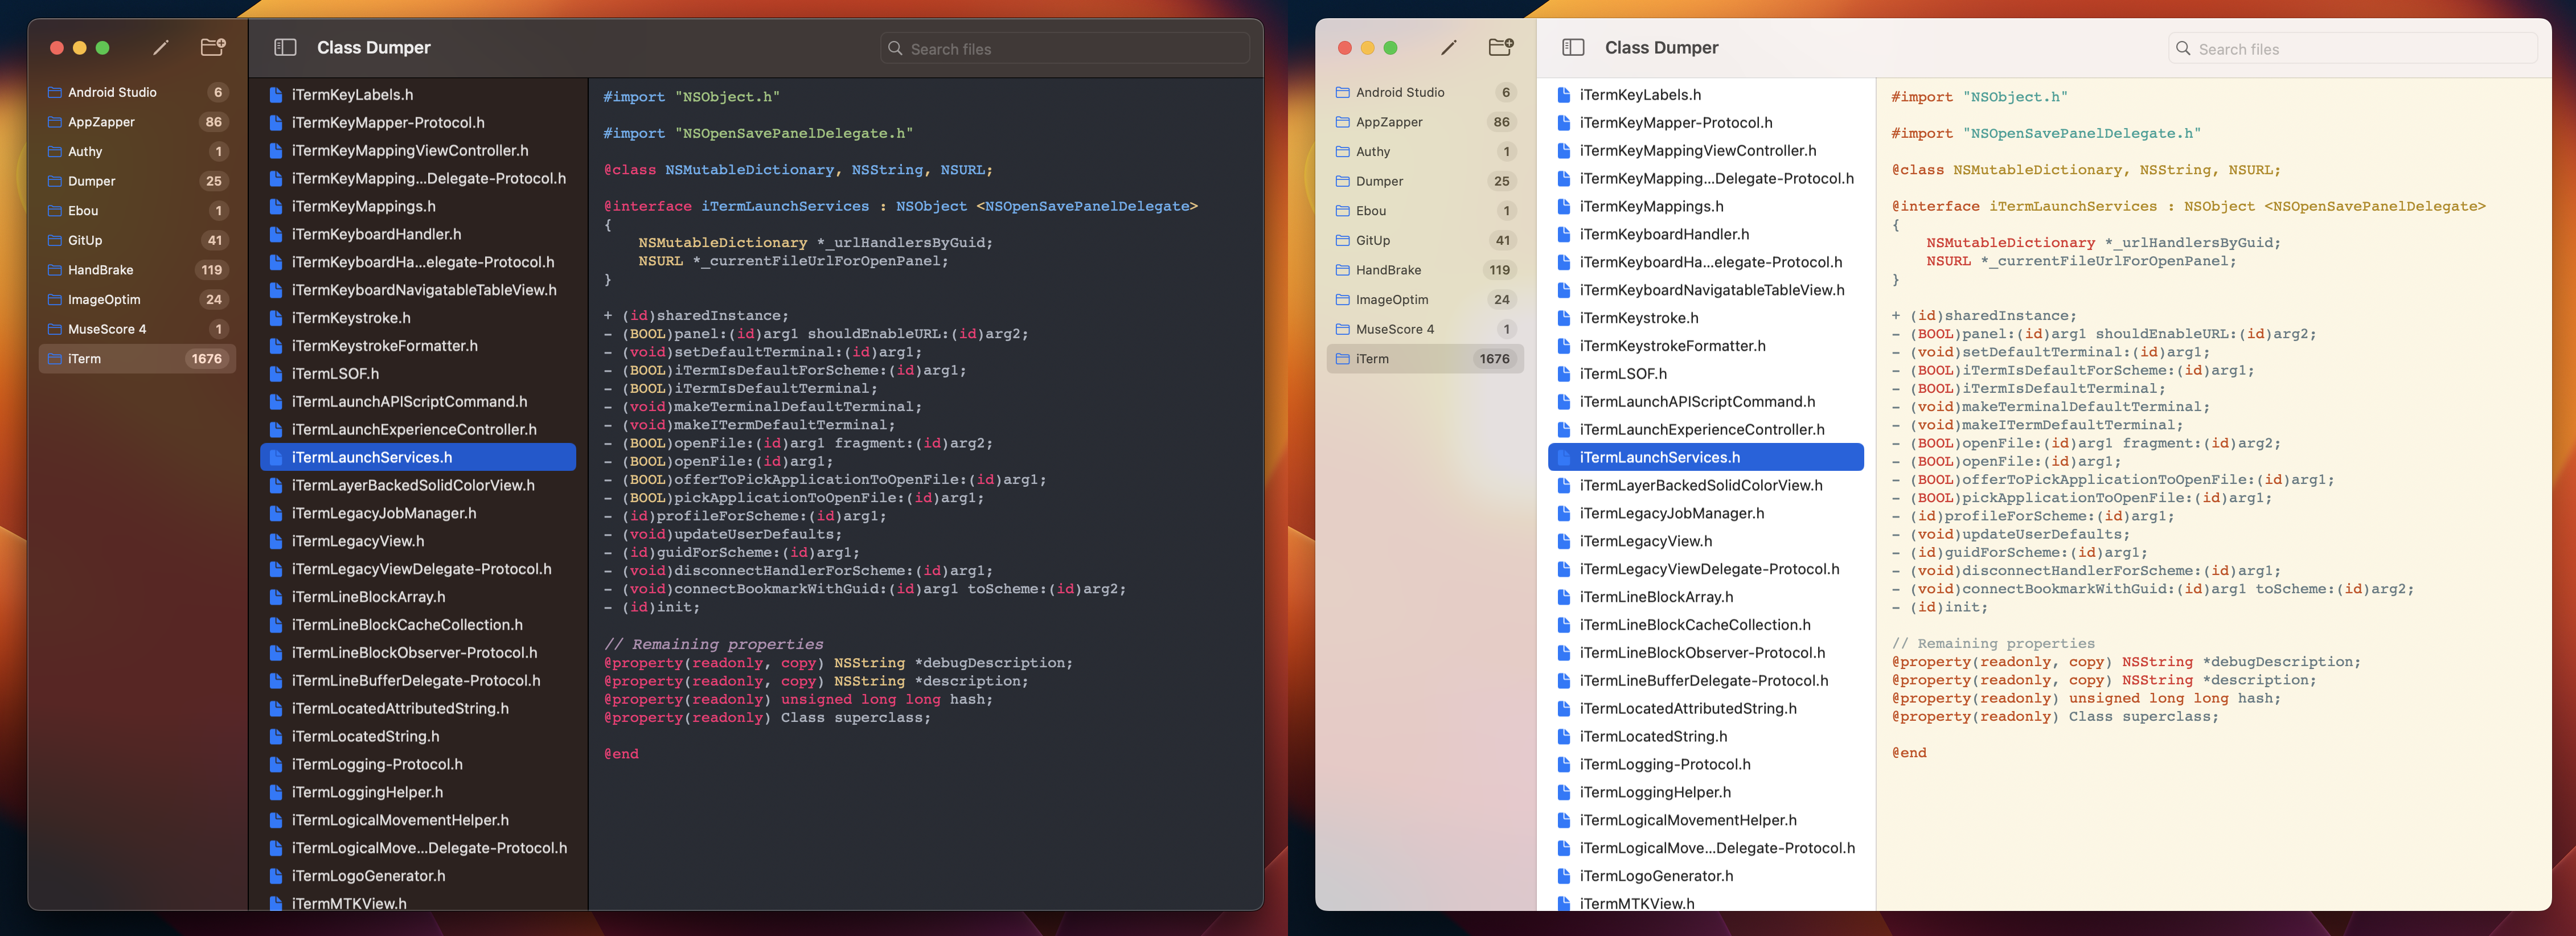 Class Dumper
Search files
Android Studio 6
AppZapper 86
Authy 1
Dumper 25
Ebou 1
GitUp 41
HandBrake 119
ImageOptim 24
MuseScore 4 1
iTerm 1676
iTermKeyLabels.h
iTermKeyMapper-Protocol.h
iTermKeyMappingViewController.h
iTermKeyMapping...Delegate-Protocol.h
iTermKeyMappings.h
iTermKeyboardHandler.h
iTermKeyboardHa...elegate-Protocol.h
iTermKeyboardNavigatableTableView.h
iTermKeystroke.h
iTermKeystrokeFormatter.h
iTermLSOF.h
iTermLaunchAPIScriptCommand.h
iTermLaunchExperienceController.h
iTermLaunchServices.h
iTermLayerBackedSolidColorView.h
iTermLegacyJobManager.h
iTermLegacyView.h
iTermLegacyViewDelegate-Protocol.h
iTermLineBlockArray.h
iTermLineBlockCacheCollection.h
iTermLineBlockObserver-Protocol.h
iTermLineBufferDelegate-Protocol.h
iTermLocatedAttributedString.h
iTermLocatedString.h
iTermLogging-Protocol.h
iTermLoggingHelper.h
iTermLogicalMovementHelper.h
iTermLogicalMove...Delegate-Protocol.h
iTermLogoGenerator.h
iTermMTKView.h
#import "NSObject.h"
#import "NSOpenSavePanelDelegate.h"
@class NSMutableDictionary, NSString, NSURL;
@interface iTermLaunchServices : NSObject <NSOpenSavePanelDelegate>
{
NSMutableDictionary *_urlHandlersByGuid;
NSURL *_currentFileUrlForOpenPanel;
}
+ (id)sharedInstance;
- (BOOL)panel:(id)arg1 shouldEnableURL:(id)arg2;
- (void)setDefaultTerminal:(id)arg1;
- (BOOL)iTermIsDefaultForScheme:(id)arg1;
- (BOOL)iTermIsDefaultTerminal;
- (void)makeTerminalDefaultTerminal;
- (void)makeITermDefaultTerminal;
- (BOOL)openFile:(id)arg1 fragment:(id)arg2;
- (BOOL)openFile:(id)arg1;
- (BOOL)offerToPickApplicationToOpenFile:(id)arg1;
- (BOOL)pickApplicationToOpenFile:(id)arg1;
- (id)profileForScheme:(id)arg1;
- (void)updateUserDefaults;
- (id)guidForScheme:(id)arg1;
- (void)disconnectHandlerForScheme:(id)arg1;
- (void)connectBookmarkWithGuid:(id)arg1 toScheme:(id)arg2;
- (id)init;
// Remaining properties
@property(readonly, copy) NSString *debugDescription;
@property(readonly, copy) NSString *description;
@property(readonly) unsigned long long hash;
@property(readonly) Class superclass;
@end
Class Dumper
Search files
Android Studio 6
AppZapper 86
Authy 1
Dumper 25
Ebou 1
GitUp 41
HandBrake 119
ImageOptim 24
MuseScore 4 1
iTerm 1676
iTermKeyLabels.h
iTermKeyMapper-Protocol.h
iTermKeyMappingViewController.h
iTermKeyMapping...Delegate-Protocol.h
iTermKeyMappings.h
iTermKeyboardHandler.h
iTermKeyboardHa...elegate-Protocol.h
iTermKeyboardNavigatableTableView.h
iTermKeystroke.h
iTermKeystrokeFormatter.h
iTermLSOF.h
iTermLaunchAPIScriptCommand.h
iTermLaunchExperienceController.h
iTermLaunchServices.h
iTermLayerBackedSolidColorView.h
iTermLegacyJobManager.h
iTermLegacyView.h
iTermLegacyViewDelegate-Protocol.h
iTermLineBlockArray.h
iTermLineBlockCacheCollection.h
iTermLineBlockObserver-Protocol.h
iTermLineBufferDelegate-Protocol.h
iTermLocatedAttributedString.h
iTermLocatedString.h
iTermLogging-Protocol.h
iTermLoggingHelper.h
iTermLogicalMovementHelper.h
iTermLogicalMove...Delegate-Protocol.h
iTermLogoGenerator.h
iTermMTKView.h
#import "NSObject.h"
#import "NSOpenSavePanelDelegate.h"
@class NSMutableDictionary, NSString, NSURL;
@interface iTermLaunchServices : NSObject <NSOpenSavePanelDelegate>
{
NSMutableDictionary *_urlHandlersByGuid;
NSURL *_currentFileUrlForOpenPanel;
}
+ (id)sharedInstance;
- (BOOL)panel:(id)arg1 shouldEnableURL:(id)arg2;
- (void)setDefaultTerminal:(id)arg1;
- (BOOL)iTermIsDefaultForScheme:(id)arg1;
- (BOOL)iTermIsDefaultTerminal;
- (void)makeTerminalDefaultTerminal;
- (void)makeITermDefaultTerminal;
- (BOOL)openFile:(id)arg1 fragment:(id)arg2;
- (BOOL)openFile:(id)arg1;
- (BOOL)offerToPickApplicationToOpenFile:(id)arg1;
- (BOOL)pickApplicationToOpenFile:(id)arg1;
- (id)profileForScheme:(id)arg1;
- (void)updateUserDefaults;
- (id)guidForScheme:(id)arg1;
- (void)disconnectHandlerForScheme:(id)arg1;
- (void)connectBookmarkWithGuid:(id)arg1 toScheme:(id)arg2;
- (id)init;
// Remaining properties
@property(readonly, copy) NSString *debugDescription;
@property(readonly, copy) NSString *description;
@property(readonly) unsigned long long hash;
@property(readonly) Class superclass;
@end